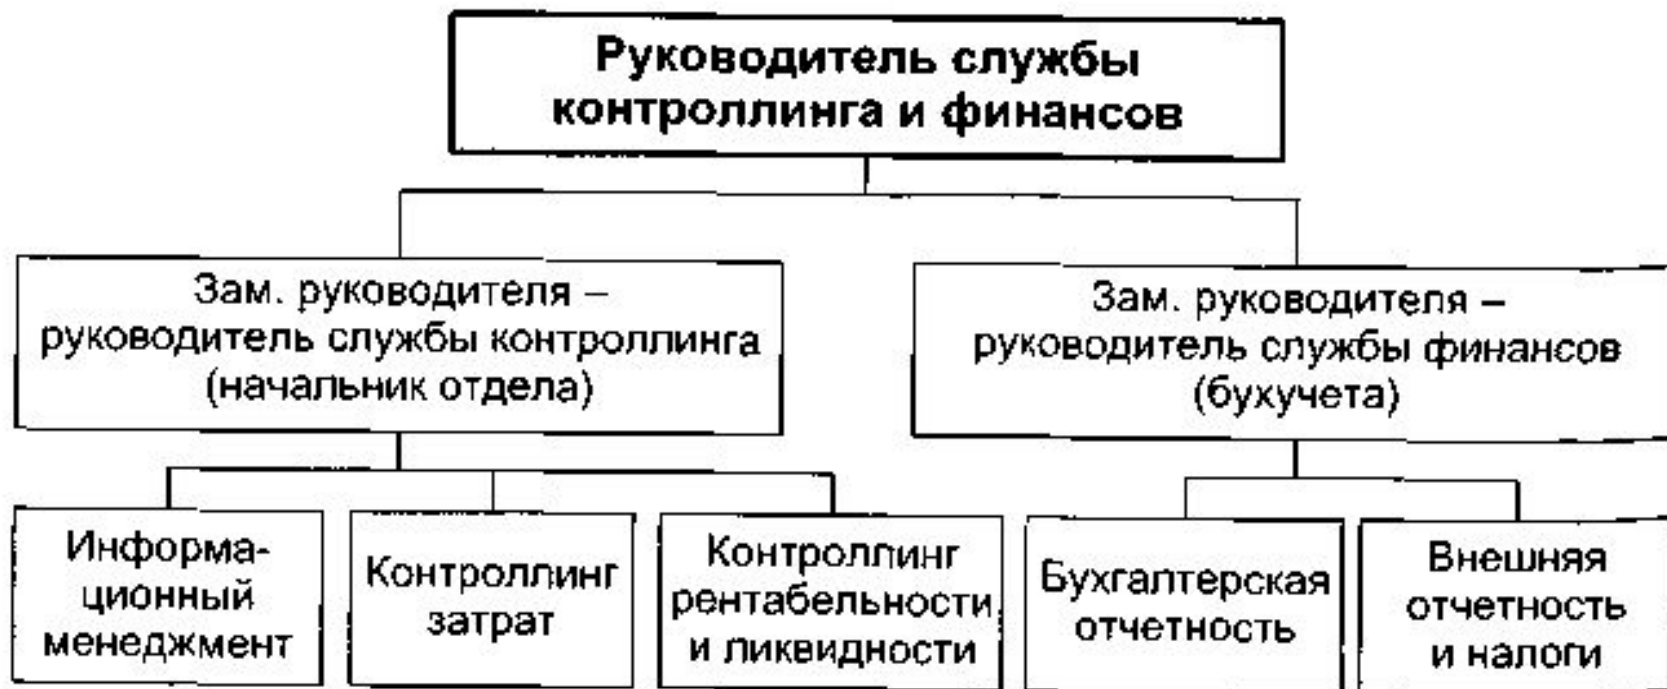 Руководитель службы
контроллинга и финансов
Зам. руководителя –
руководитель службы контроллинга
(начальник отдела)
Зам. руководителя –
руководитель службы финансов
(бухучета)
Информа-
ционный
менеджмент
Контроллинг
затрат
Контроллинг
рентабельности
и ликвидности
Бухгалтерская
отчетность
Внешняя
отчетность
и налоги